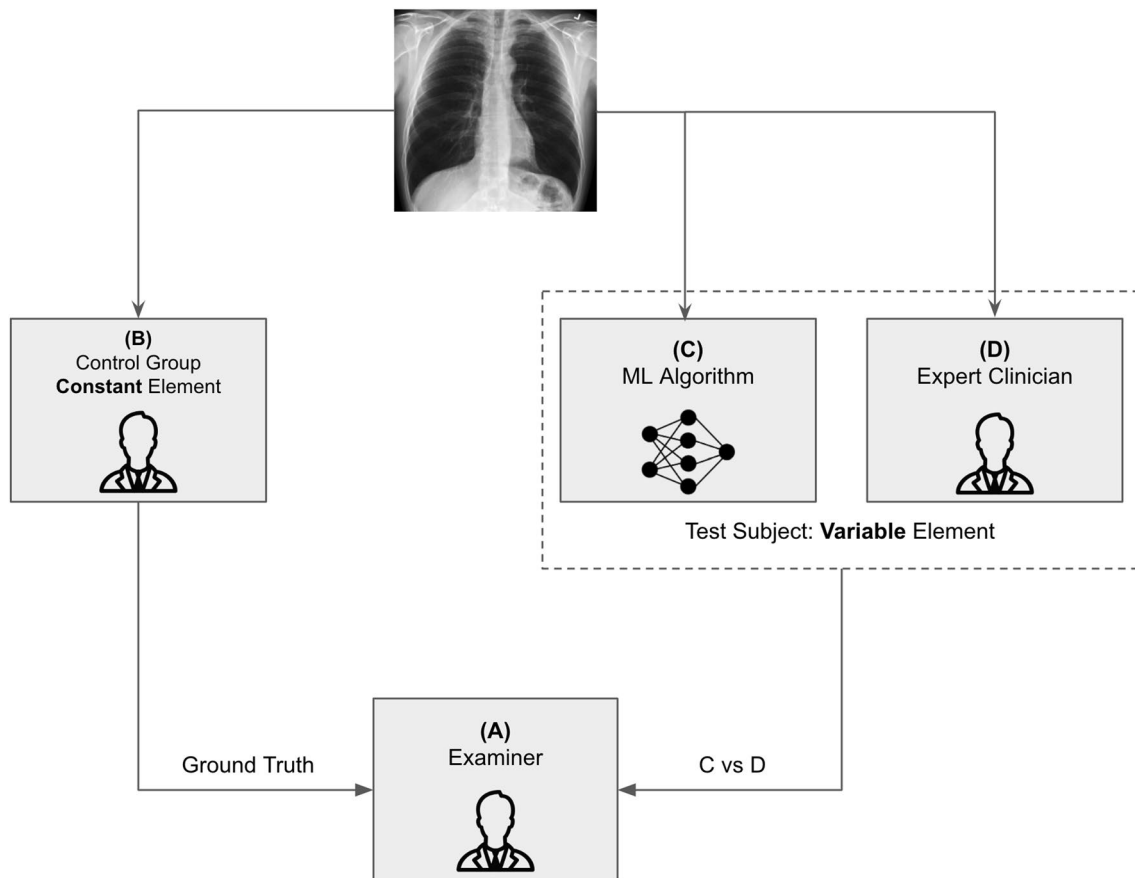 (B)
Control Group
Constant Element
(C)
ML Algorithm
(D)
Expert Clinician
Test Subject: Variable Element
(A)
Examiner
Ground Truth
C vs D